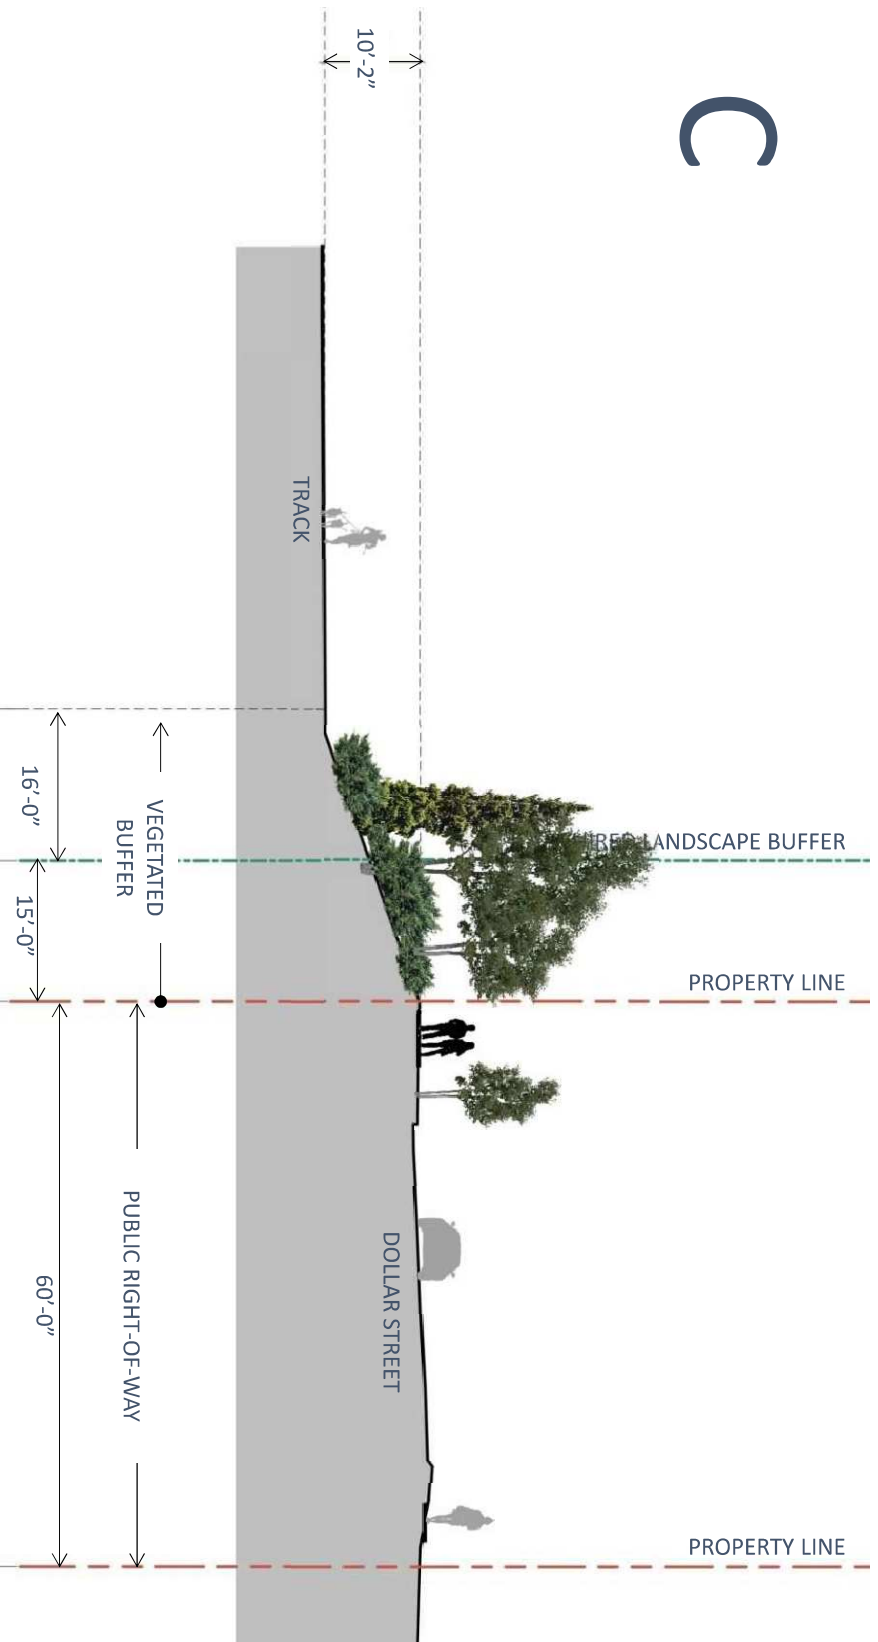 C
10'-2"
TRACK
LANDSCAPE BUFFER
PROPERTY LINE
PROPERTY LINE
DOLLAR STREET
VEGETATED
BUFFER
PUBLIC RIGHT-OF-WAY
16'-0"
15'-0"
60'-0"